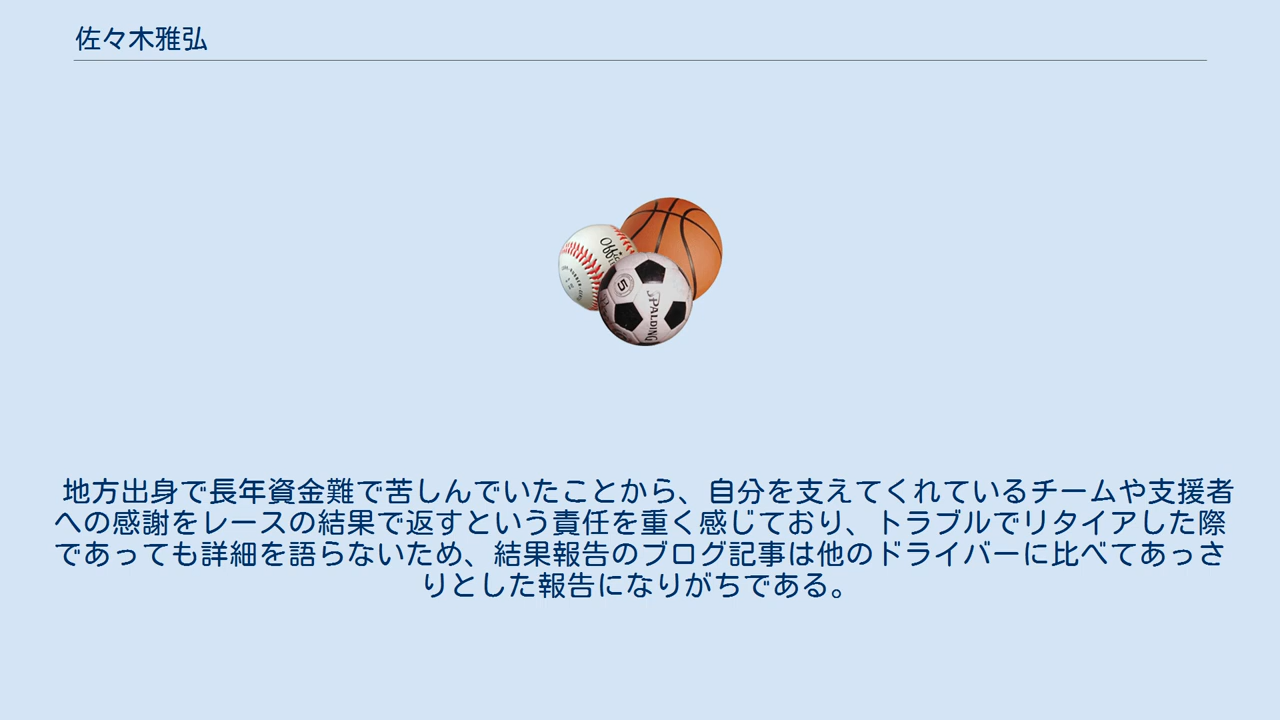 佐々木雅弘
Offic
5
SPALDING
地方出身で長年資金難で苦しんでいたことから、自分を支えてくれているチームや支援者
への感謝をレースの結果で返すという責任を重く感じており、トラブルでリタイアした際
であっても詳細を語らないため、結果報告のブログ記事は他のドライバーに比べてあっさ
りとした報告になりがちである。